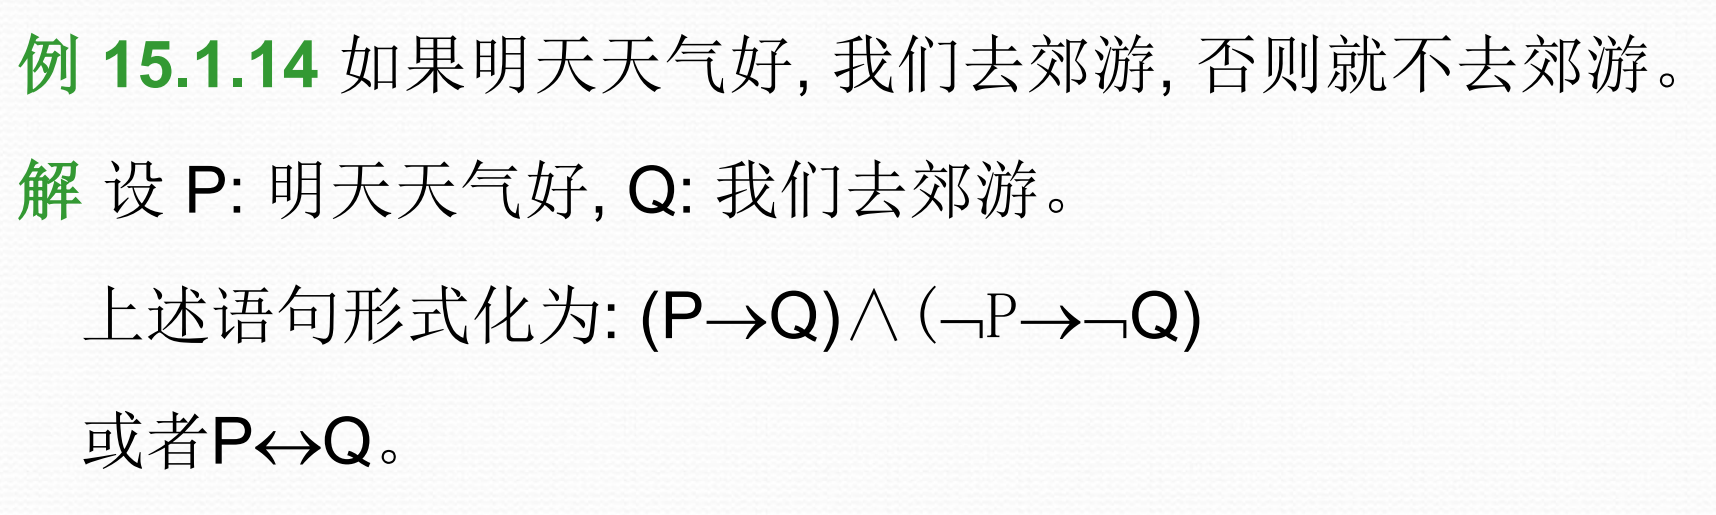 例 15.1.14 如果明天天气好, 我们去郊游, 否则就不去郊游。
解 设 P: 明天天气好, Q: 我们去郊游。
上述语句形式化为: (P→Q)∧(¬P→¬Q)
或者P↔Q。